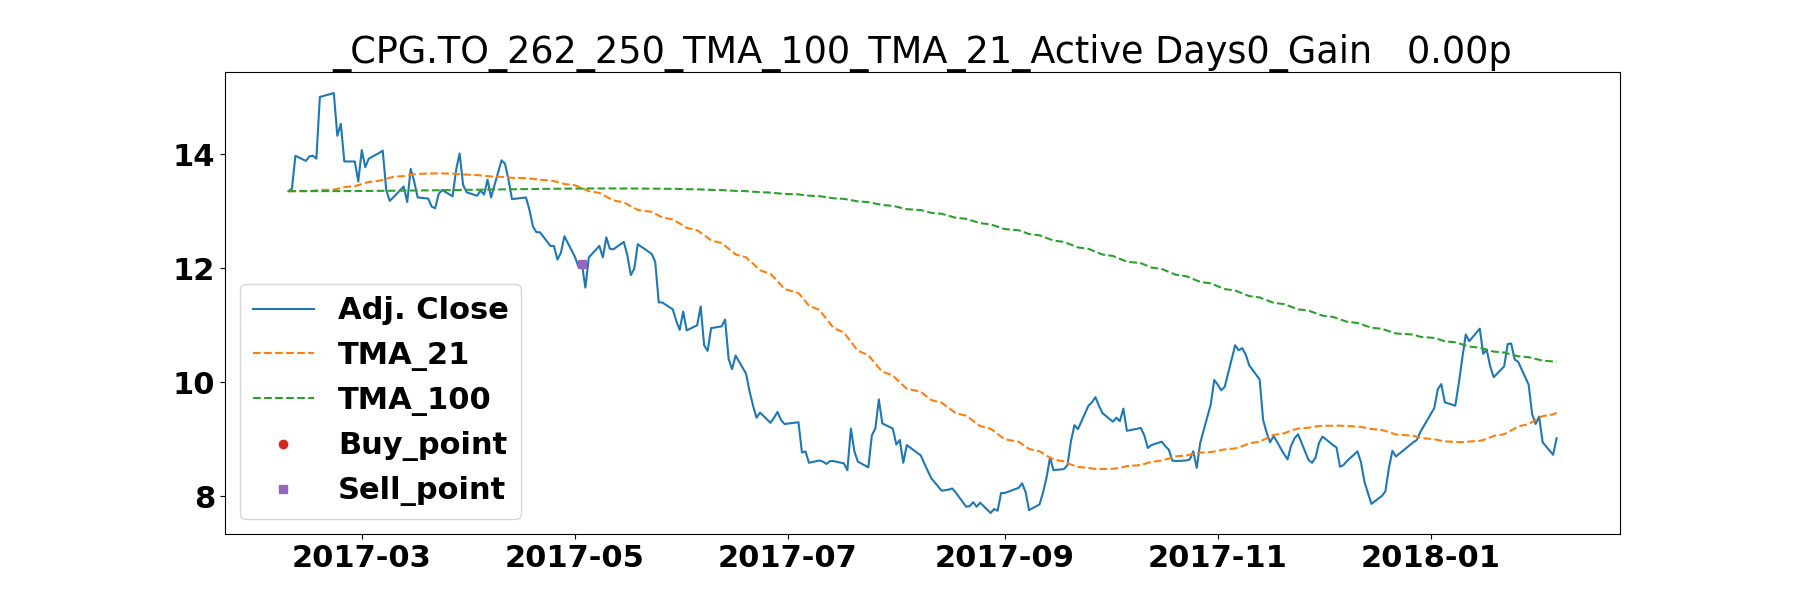 _CPG.TO_262_250_TMA_100_TMA_21_Active Days0_Gain   0.00p
14
12
10
8
Adj. Close
TMA_21
TMA_100
Buy_point
Sell_point
2017-03 2017-05 2017-07 2017-09 2017-11 2018-01